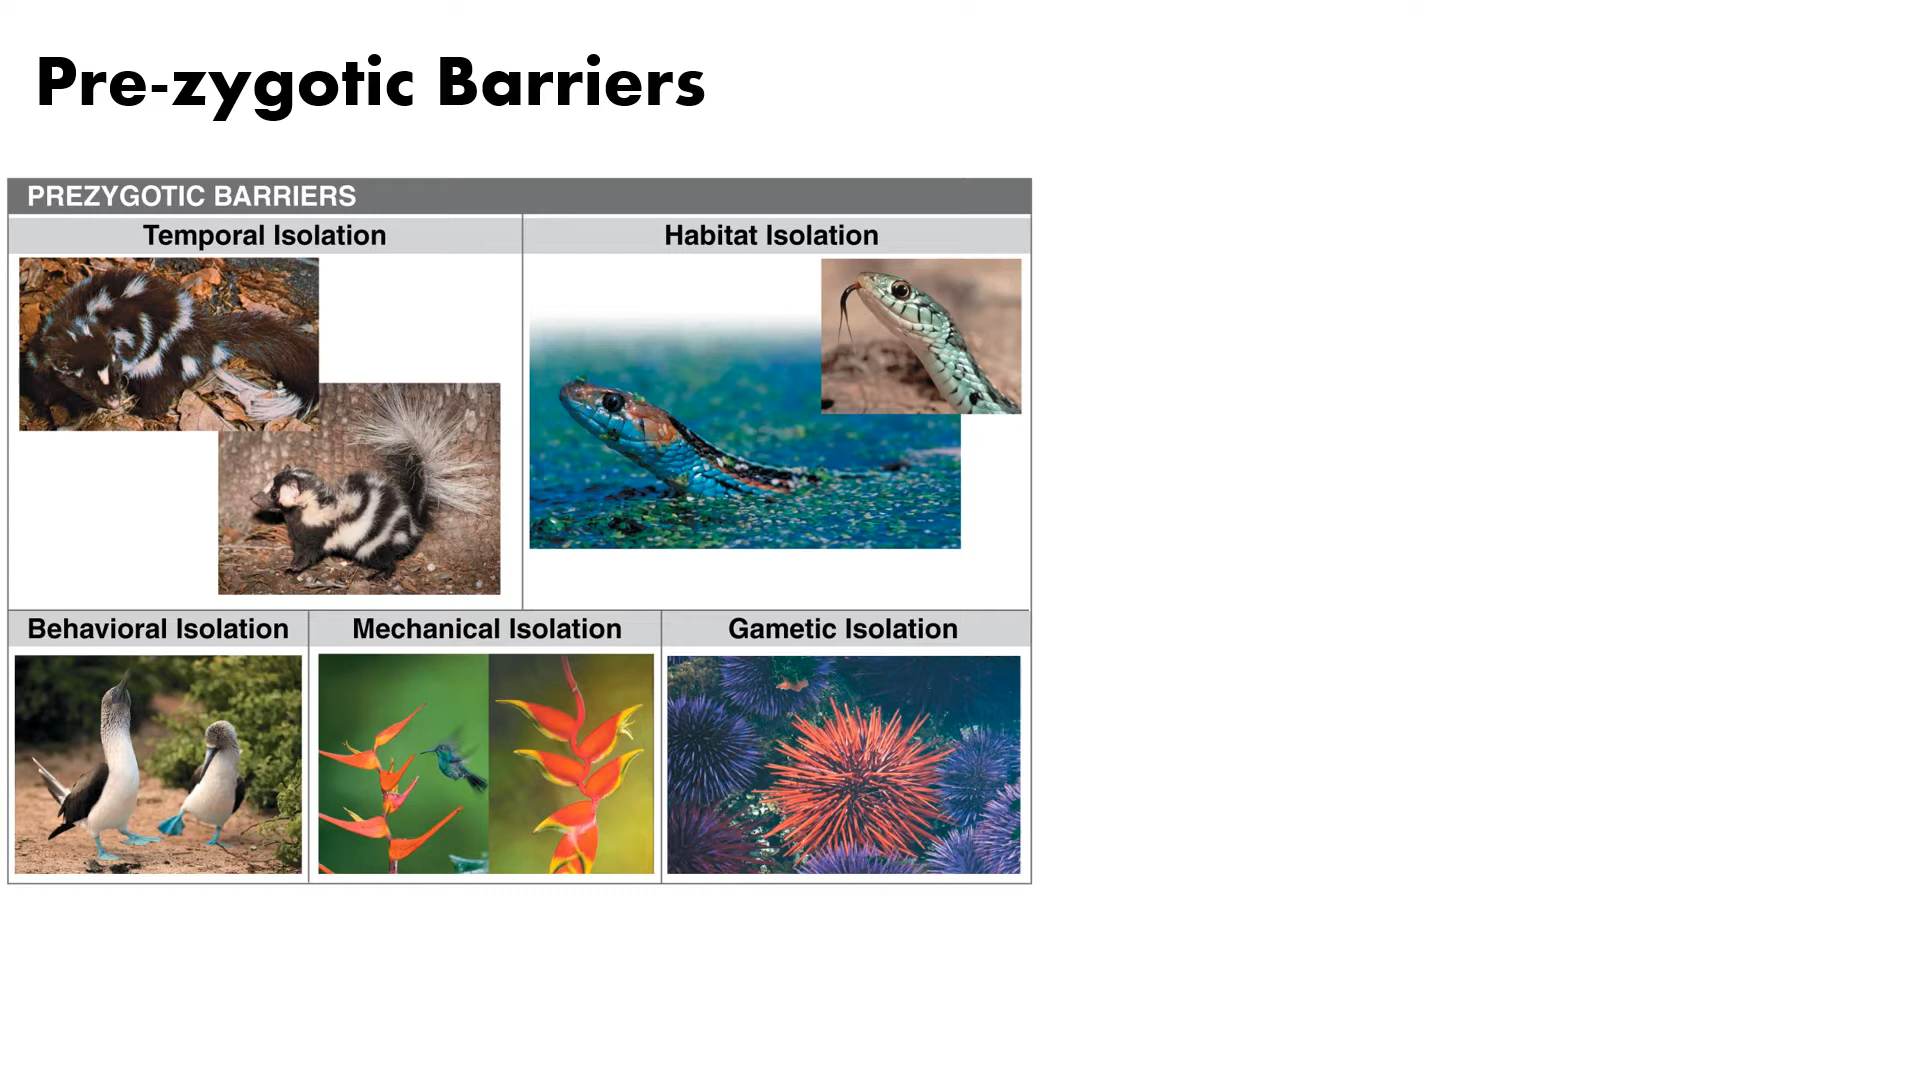 Pre-zygotic Barriers
PREZYGOTIC BARRIERS
Temporal Isolation
Habitat Isolation
Behavioral Isolation
Mechanical Isolation
Gametic Isolation